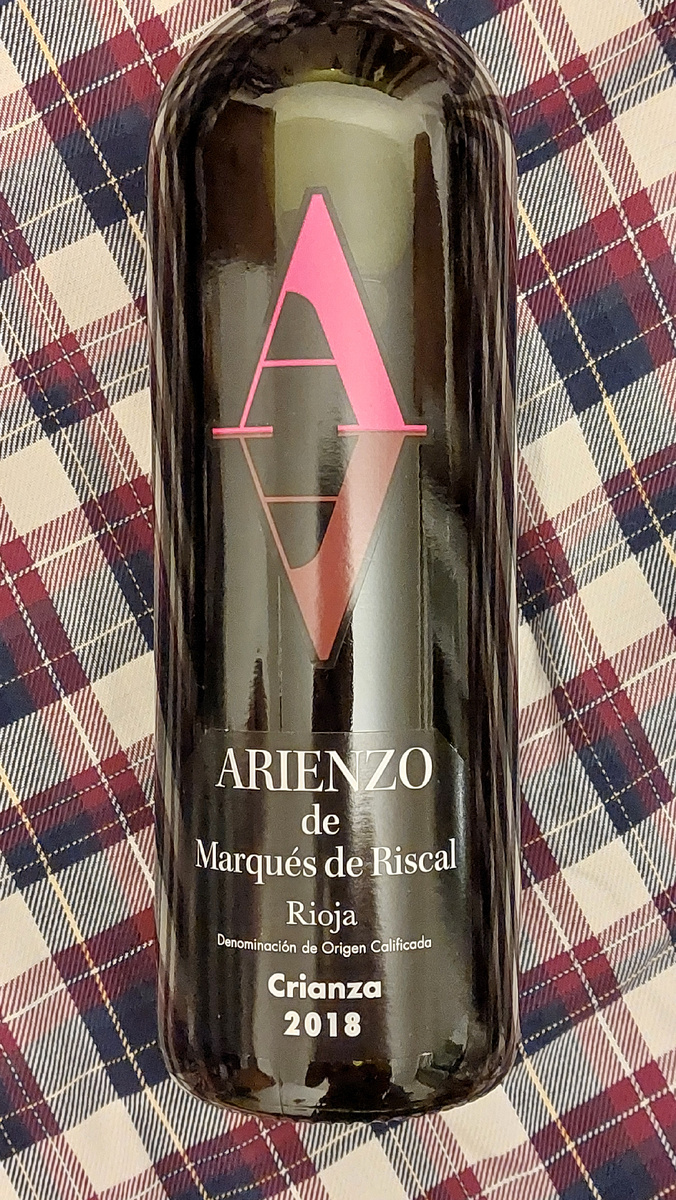 A
ARIENZO
de
Marqués de Riscal
Rioja
Denominación de Origen Calificada
Crianza
2018